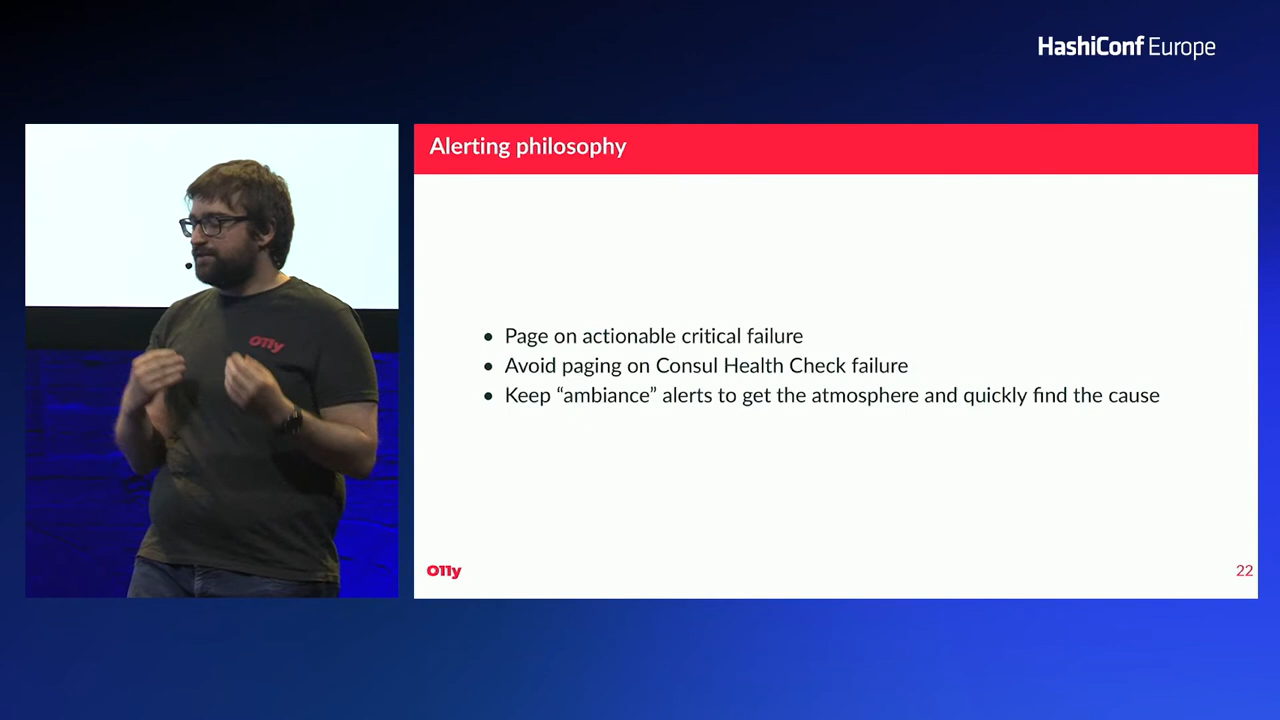 HashiConf Europe
Alerting philosophy
O11y
• Page on actionable critical failure
• Avoid paging on Consul Health Check failure
• Keep “ambiance” alerts to get the atmosphere and quickly find the cause
O11y
22